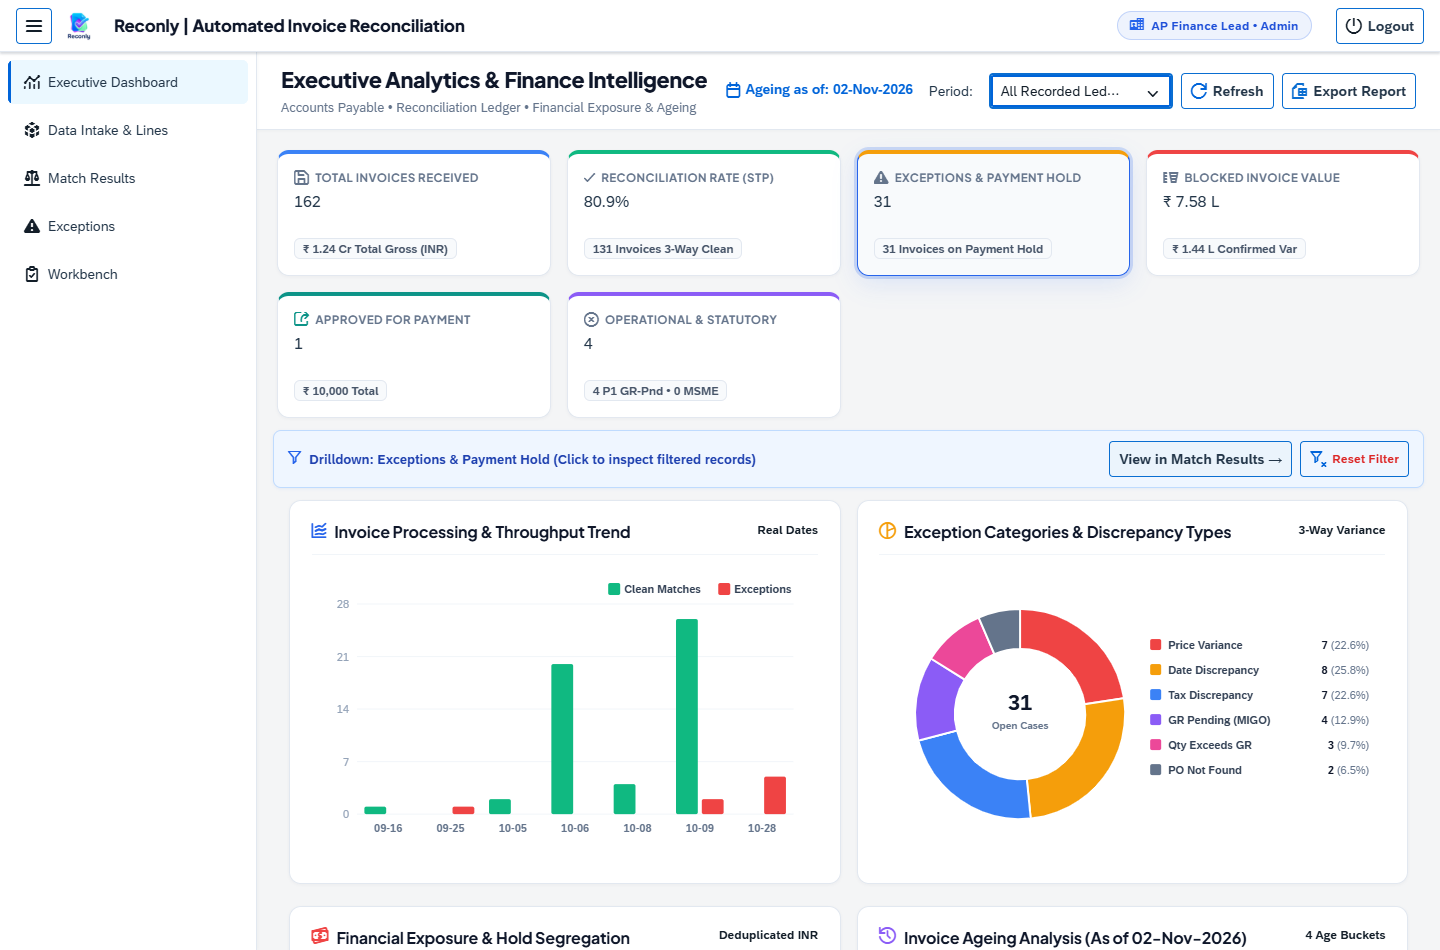 Reconly
Reconly | Automated Invoice Reconciliation
AP Finance Lead • Admin
Logout
Executive Dashboard
Data Intake & Lines
Match Results
Exceptions
Workbench
Executive Analytics & Finance Intelligence
Accounts Payable • Reconciliation Ledger • Financial Exposure & Ageing
Ageing as of: 02-Nov-2026
Period:
All Recorded Led...
Refresh
Export Report
TOTAL INVOICES RECEIVED
162
₹ 1.24 Cr Total Gross (INR)
RECONCILIATION RATE (STP)
80.9%
131 Invoices 3-Way Clean
EXCEPTIONS & PAYMENT HOLD
31
31 Invoices on Payment Hold
BLOCKED INVOICE VALUE
₹ 7.58 L
₹ 1.44 L Confirmed Var
APPROVED FOR PAYMENT
1
₹ 10,000 Total
OPERATIONAL & STATUTORY
4
4 P1 GR-Pnd • 0 MSME
Drilldown: Exceptions & Payment Hold (Click to inspect filtered records)
View in Match Results →
Reset Filter
Invoice Processing & Throughput Trend
Real Dates
Clean Matches
Exceptions
28
21
14
7
0
09-16
09-25
10-05
10-06
10-08
10-09
10-28
Exception Categories & Discrepancy Types
3-Way Variance
31
Open Cases
Price Variance 7 (22.6%)
Date Discrepancy 8 (25.8%)
Tax Discrepancy 7 (22.6%)
GR Pending (MIGO) 4 (12.9%)
Qty Exceeds GR 3 (9.7%)
PO Not Found 2 (6.5%)
Financial Exposure & Hold Segregation
Deduplicated INR
Invoice Ageing Analysis (As of 02-Nov-2026)
4 Age Buckets